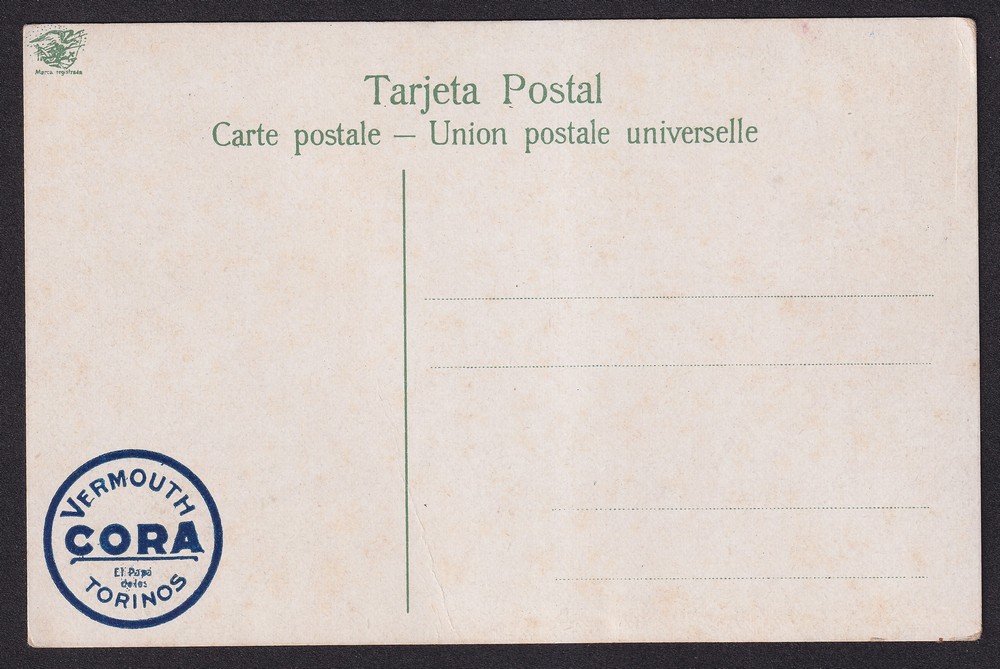 Marca registrada
Tarjeta Postal
Carte postale — Union postale universelle
VERMOUTH
CORA
El Papá
de los
TORINOS